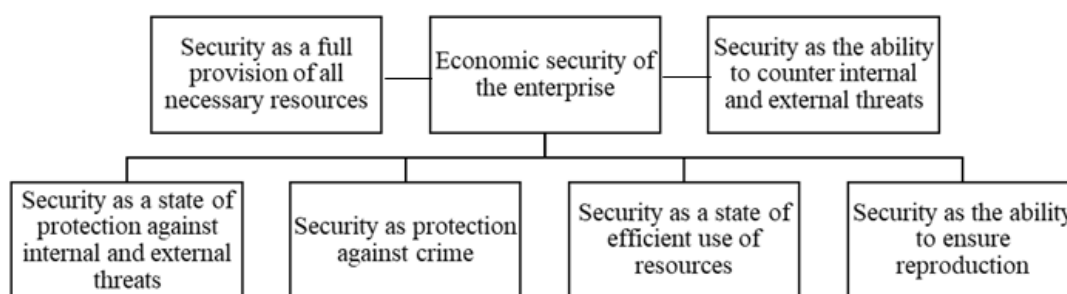 Security as a full
provision of all
necessary resources
Economic security of
the enterprise
Security as the ability
to counter internal
and external threats
Security as a state of
protection against
internal and external
threats
Security as protection
against crime
Security as a state of
efficient use of
resources
Security as the ability
to ensure
reproduction